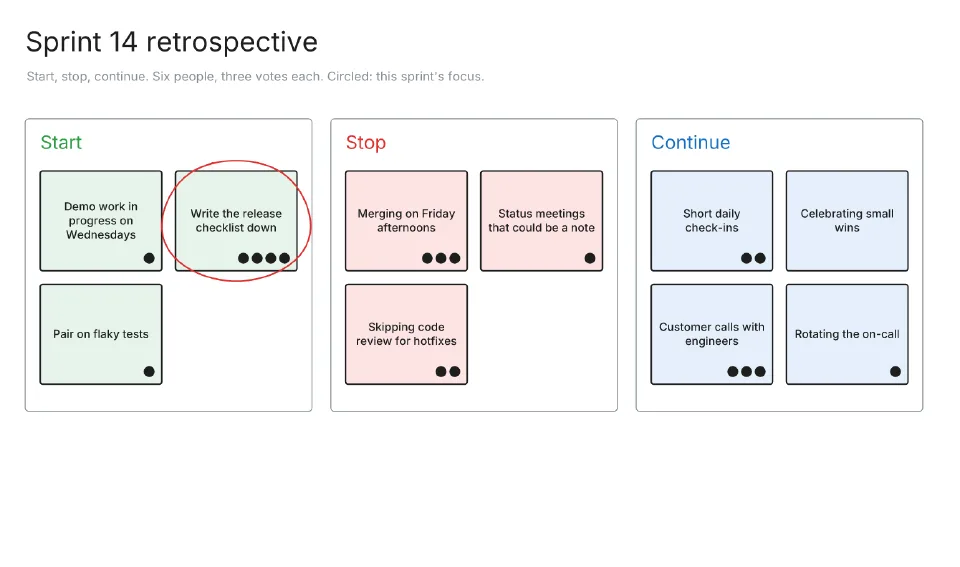 Sprint 14 retrospective
Start, stop, continue. Six people, three votes each. Circled: this sprint's focus.
Start
Demo work in
progress on
Wednesdays
Write the release
checklist down
Pair on flaky tests
Stop
Merging on Friday
afternoons
Status meetings
that could be a note
Skipping code
review for hotfixes
Continue
Short daily
check-ins
Celebrating small
wins
Customer calls with
engineers
Rotating the on-call